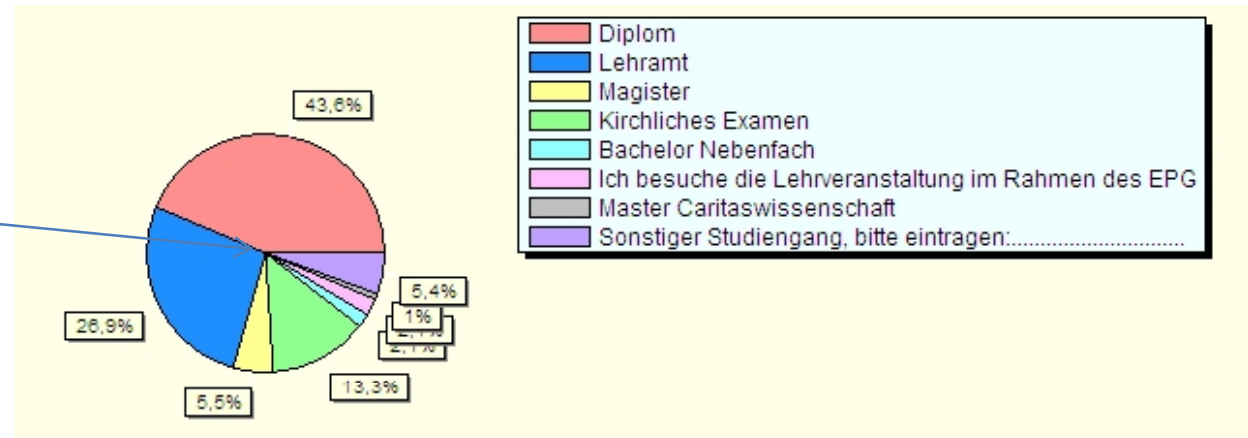 Diplom
Lehramt
Magister
Kirchliches Examen
Bachelor Nebenfach
Ich besuche die Lehrveranstaltung im Rahmen des EPG
Master Caritaswissenschaft
Sonstiger Studiengang, bitte eintragen:..............................
43,6%
26,9%
5,5%
13,3%
1%
5,4%